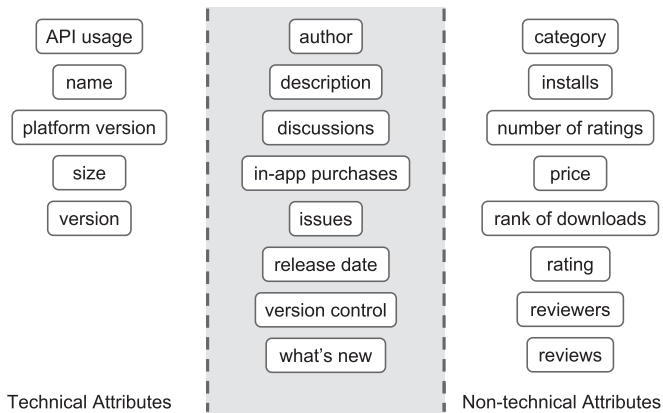 API usage
name
platform version
size
version
Technical Attributes
author
description
discussions
in-app purchases
issues
release date
version control
what's new
category
installs
number of ratings
price
rank of downloads
rating
reviewers
reviews
Non-technical Attributes